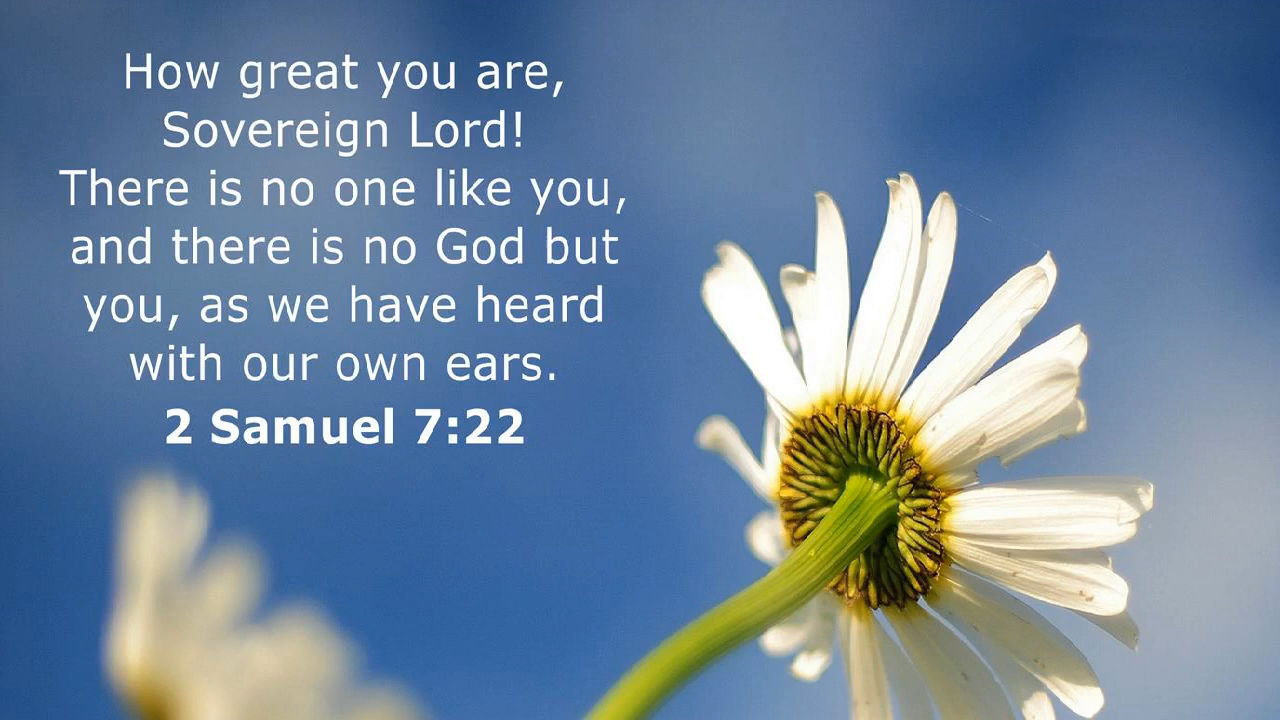 How great you are,
Sovereign Lord!
There is no one like you,
and there is no God but
you, as we have heard
with our own ears.
2 Samuel 7:22